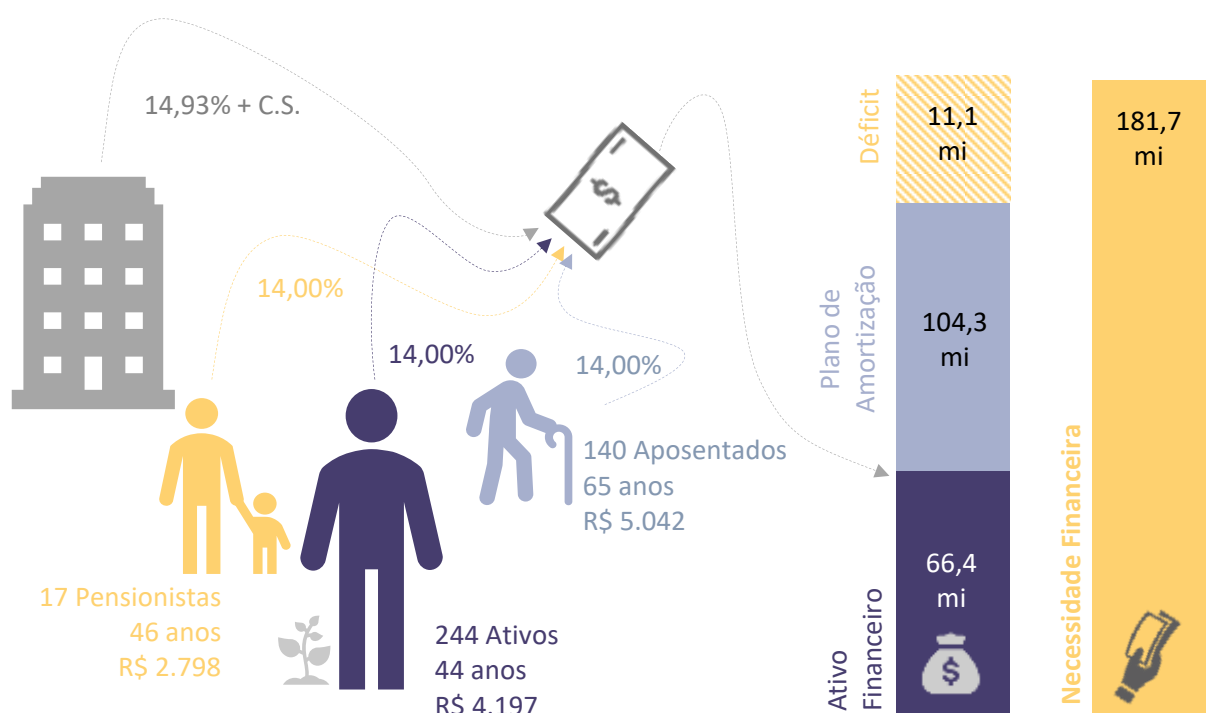 14,93% + C.S.
14,00%
14,00%
14,00%
140 Aposentados
65 anos
R$ 5.042
17 Pensionistas
46 anos
R$ 2.798
244 Ativos
44 anos
R$ 4.197
Déficit
11,1
mi
Plano de
Amortização
104,3
mi
Ativo
Financeiro
66,4
mi
$
$
Necessidade Financeira
181,7
mi